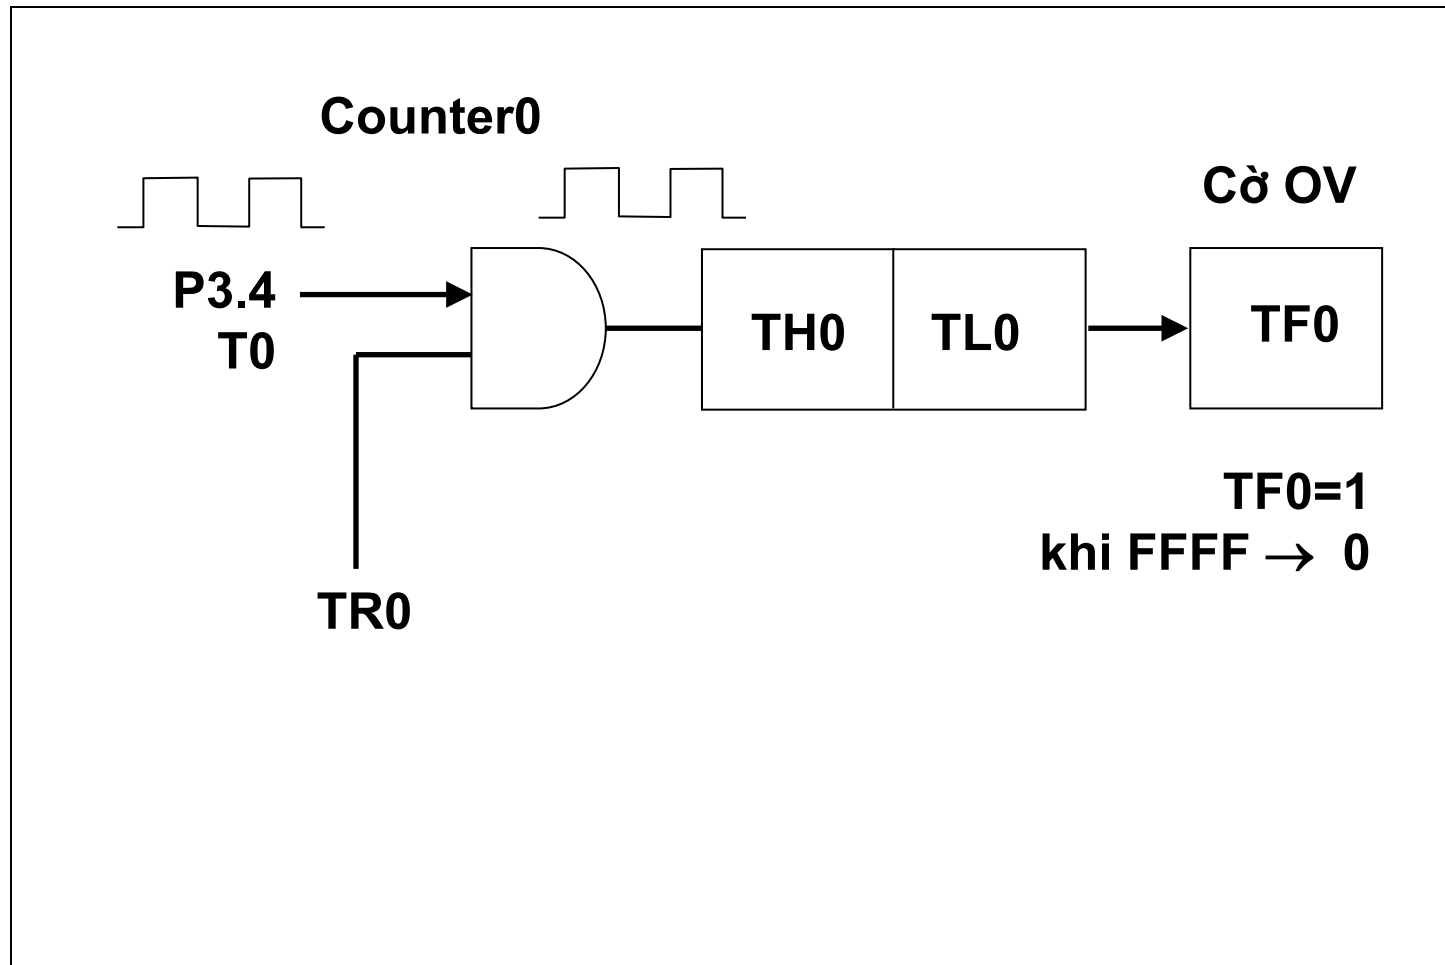 Counter0
Cờ OV
P3.4
T0
TH0
TL0
TF0
TF0=1
khi FFFF → 0
TR0